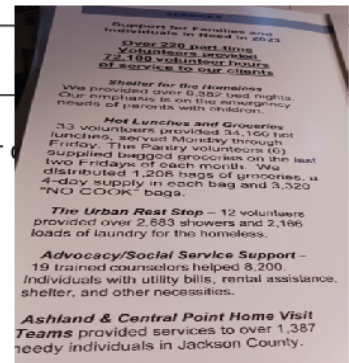 SERVICES
Support for Families and
Individuals in Need in 2023
Over 220 part-time
Volunteers provided
72,100 volunteer hours
of service to our clients
Shelter for the Homeless
We provided over 6,382 bed nights.
Our emphasis is on the emergency
needs of parents with children.
Hot Lunches and Groceries
33 volunteers provided 34,160 hot
lunches, served Monday through
Friday. The Pantry volunteers (6)
supplied bagged groceries on the last
two Fridays of each month. We
distributed 1,208 bags of groceries, a
4-day supply in each bag and 3,320
"NO COOK" bags.
The Urban Rest Stop – 12 volunteers
provided over 2,683 showers and 2,166
loads of laundry for the homeless.
Advocacy/Social Service Support –
19 trained counselors helped 8,200.
Individuals with utility bills, rental assistance,
shelter, and other necessities.
Ashland & Central Point Home Visit
Teams provided services to over 1,387
needy individuals in Jackson County.